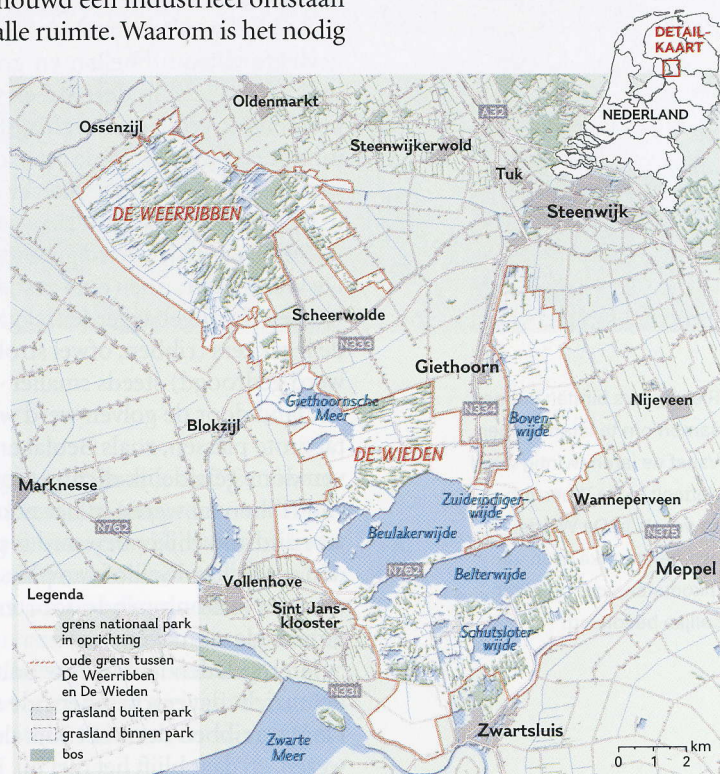 houwd een industrieel ontstaan
alle ruimte. Waarom is het nodig
DETAIL-
KAART
NEDERLAND
Oldenmarkt
Ossenzijl
A32
Steenwijkerwold
Tuk
Steenwijk
DE WEERRIBBEN
Scheerwolde
N333
Giethoorn
Giethoornsche
Meer
N334
Boven-
wijde
Nijeveen
Blokzijl
DE WIEDEN
Marknesse
Zuideindiger-
wijde
Wanneperveen
N762
Beulakerwijde
N375
N762
Belterwijde
Meppel
Vollenhove
Sint Jans-
klooster
Schutsloter-
wijde
Legenda
grens nationaal park
in oprichting
oude grens tussen
De Weerribben
en De Wieden
grasland buiten park
grasland binnen park
bos
N331
Zwartsluis
Zwarte
Meer
km
0 1 2